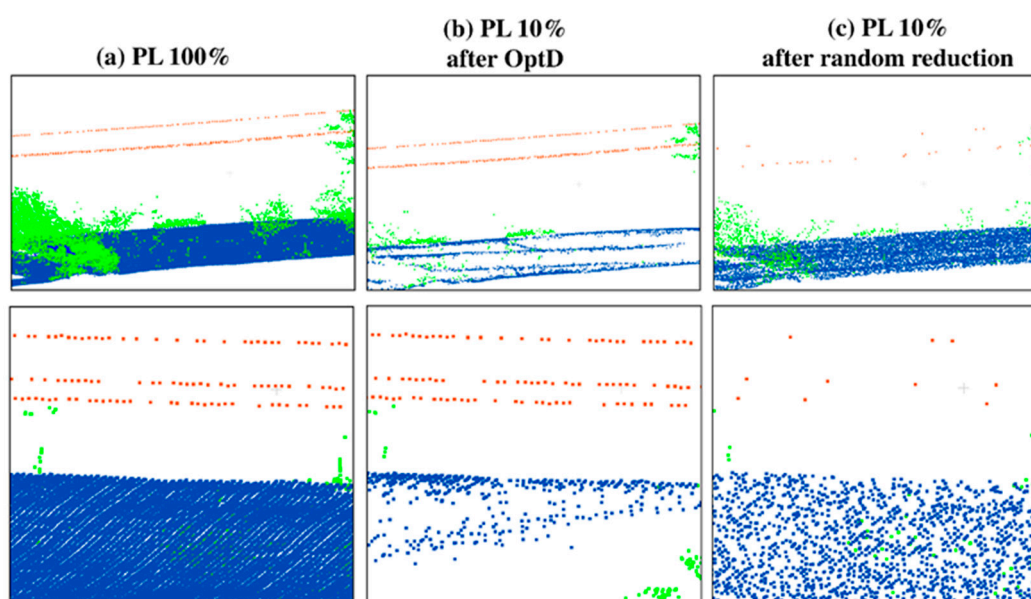 (a) PL 100%
(b) PL 10%
after OptD
(c) PL 10%
after random reduction